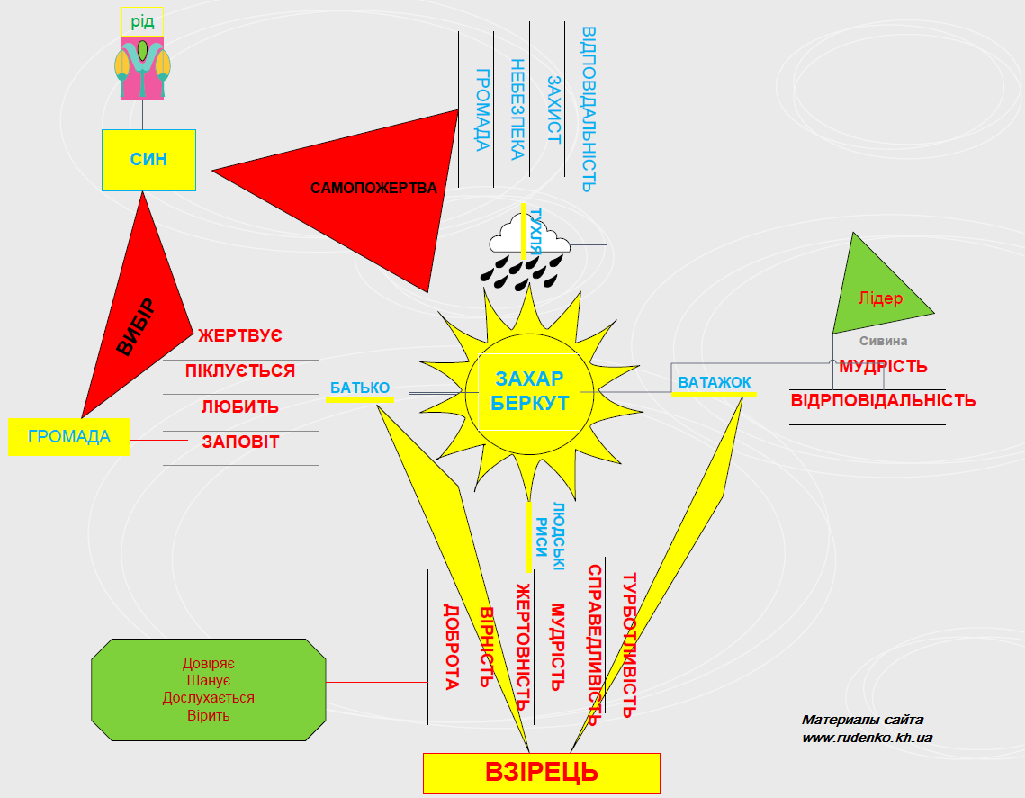 рід
СИН
САМОПОЖЕРТВА
ГРОМАДА
НЕБЕЗПЕКА
ЗАХИСТ
ВІДПОВІДАЛЬНІСТЬ
ТУХЛЯ
ВИБІР
ЖЕРТВУЄ
ПІКЛУЄТЬСЯ
ЛЮБИТЬ
ЗАПОВІТ
ГРОМАДА
БАТЬКО
ЗАХАР
БЕРКУТ
ВАТАЖОК
Лідер
Сивина
МУДРІСТЬ
ВІДРПОВІДАЛЬНІСТЬ
ЛЮДСЬКІ
РИСИ
ДОБРОТА
ВІРНІСТЬ
ЖЕРТОВНІСТЬ
МУДРІСТЬ
СПРАВЕДЛИВІСТЬ
ТУРБОТЛИВІСТЬ
Довіряє
Шанує
Дослухається
Вірить
ВЗІРЕЦЬ
Материалы сайта
www.rudenko.kh.ua